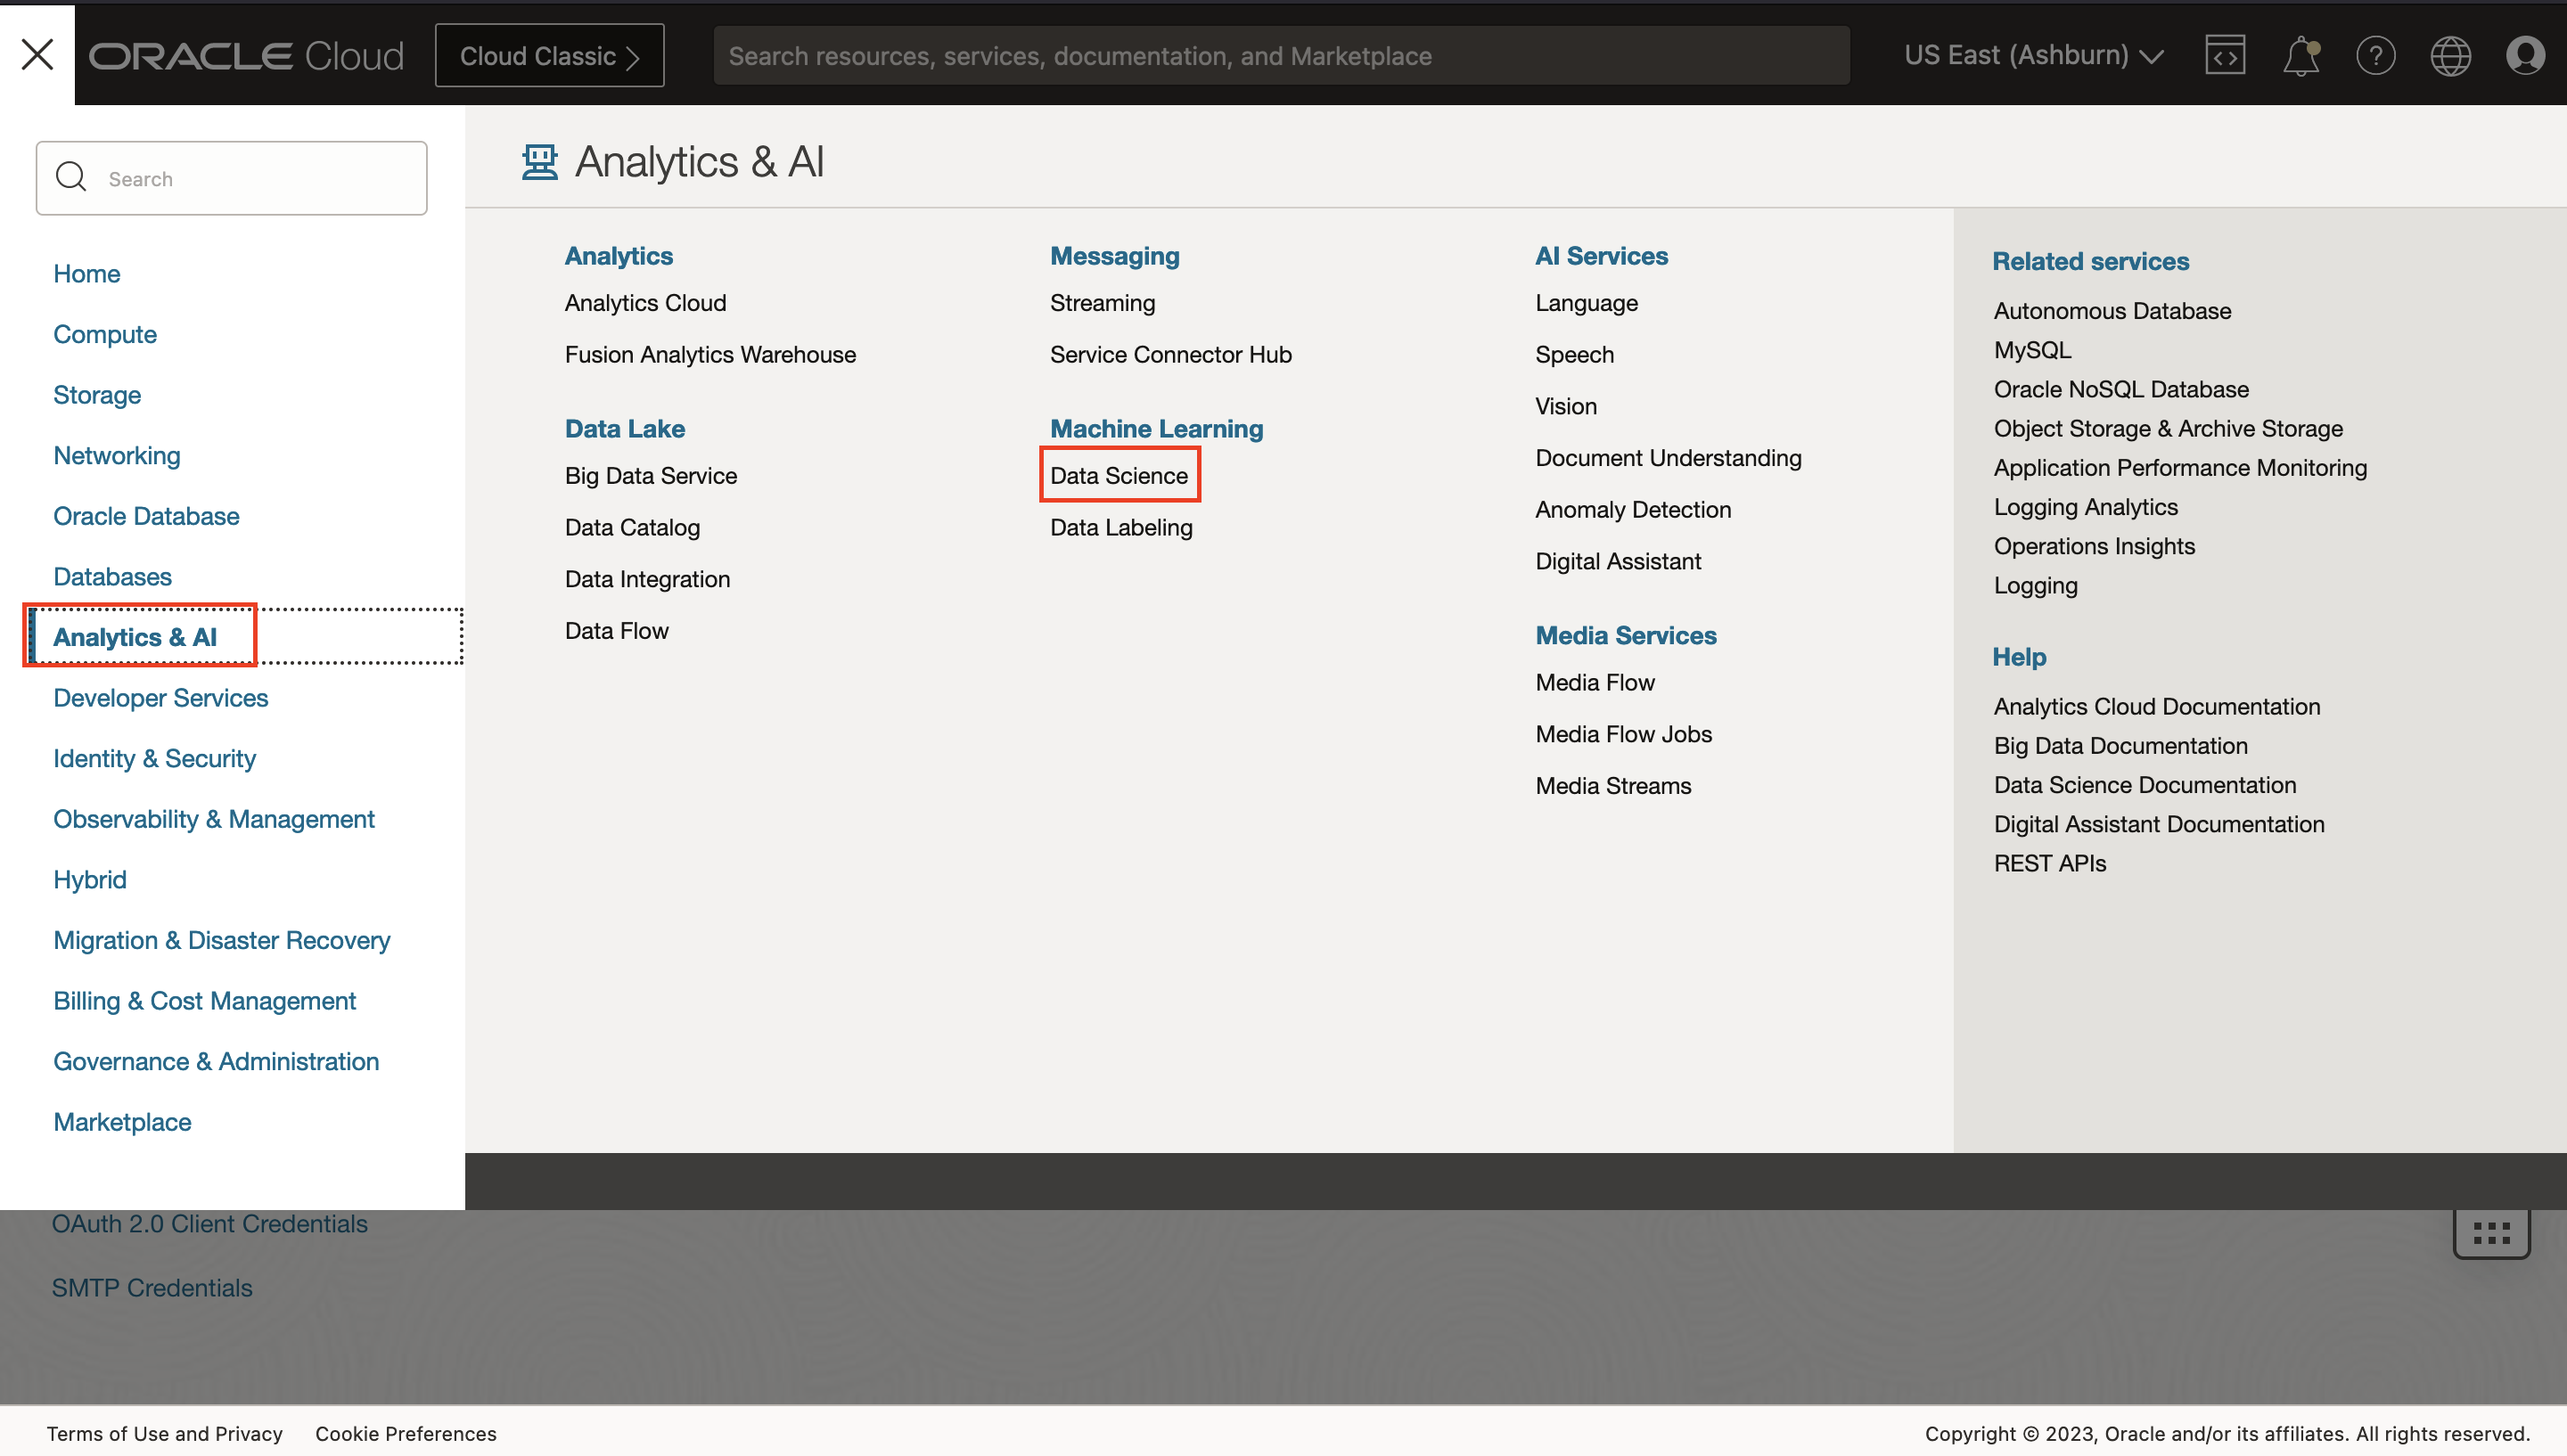 ORACLE Cloud
Cloud Classic
Search resources, services, documentation, and Marketplace
US East (Ashburn)
Search
Home
Compute
Storage
Networking
Oracle Database
Databases
Analytics & AI
Developer Services
Identity & Security
Observability & Management
Hybrid
Migration & Disaster Recovery
Billing & Cost Management
Governance & Administration
Marketplace
Analytics & AI
Analytics
Analytics Cloud
Fusion Analytics Warehouse
Data Lake
Big Data Service
Data Catalog
Data Integration
Data Flow
Messaging
Streaming
Service Connector Hub
Machine Learning
Data Science
Data Labeling
AI Services
Language
Speech
Vision
Document Understanding
Anomaly Detection
Digital Assistant
Media Services
Media Flow
Media Flow Jobs
Media Streams
Related services
Autonomous Database
MySQL
Oracle NoSQL Database
Object Storage & Archive Storage
Application Performance Monitoring
Logging Analytics
Operations Insights
Logging
Help
Analytics Cloud Documentation
Big Data Documentation
Data Science Documentation
Digital Assistant Documentation
REST APIs
OAuth 2.0 Client Credentials
SMTP Credentials
Terms of Use and Privacy
Cookie Preferences
Copyright © 2023, Oracle and/or its affiliates. All rights reserved.